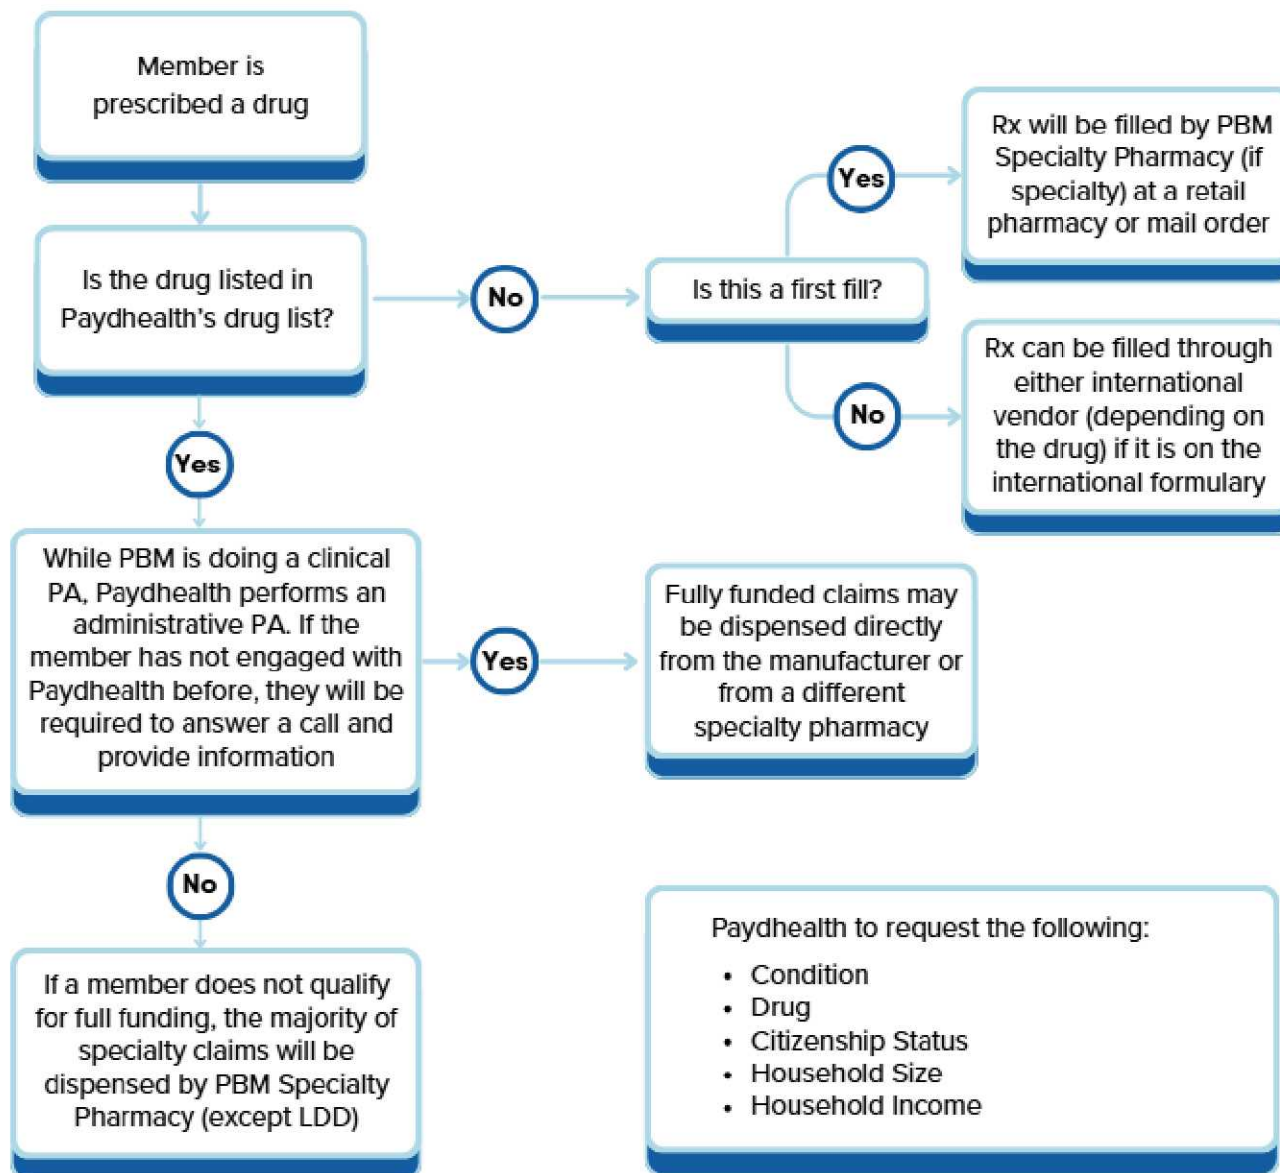 Member is
prescribed a drug
Is the drug listed in
Paydhealth's drug list?
No
Is this a first fill?
Yes
Rx will be filled by PBM
Specialty Pharmacy (if
specialty) at a retail
pharmacy or mail order
No
Rx can be filled through
either international
vendor (depending on
the drug) if it is on the
international formulary
Yes
While PBM is doing a clinical
PA, Paydhealth performs an
administrative PA. If the
member has not engaged with
Paydhealth before, they will be
required to answer a call and
provide information
Yes
Fully funded claims may
be dispensed directly
from the manufacturer or
from a different
specialty pharmacy
No
If a member does not qualify
for full funding, the majority of
specialty claims will be
dispensed by PBM Specialty
Pharmacy (except LDD)
Paydhealth to request the following:
• Condition
• Drug
• Citizenship Status
• Household Size
• Household Income